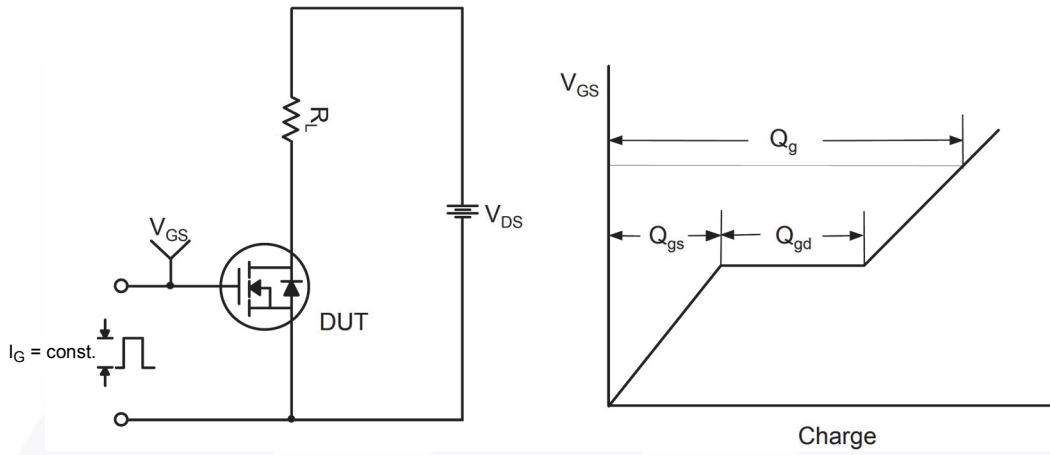 R_L
V_GS
V_DS
DUT
I_G = const.
V_GS
Q_g
Q_gs
Q_gd
Charge